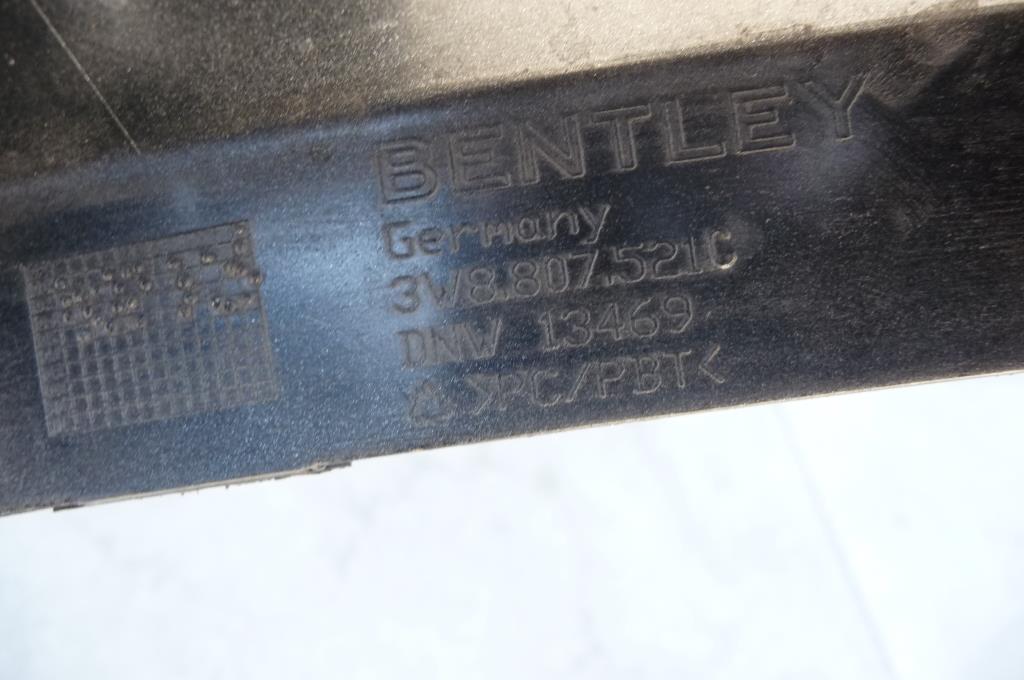 BENTLEY
Germany
3W8.807.521C
DNW 13469
>PC/PBT<